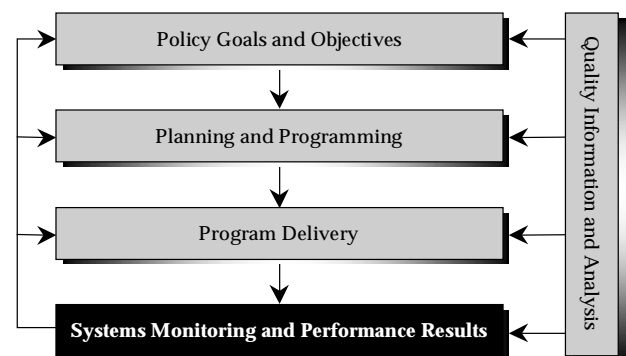 Policy Goals and Objectives
Planning and Programming
Program Delivery
Systems Monitoring and Performance Results
Quality Information and Analysis